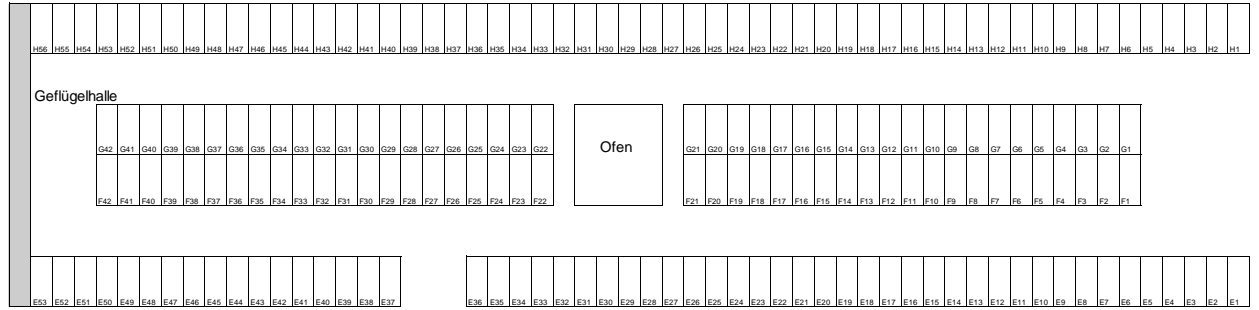 H56 H55 H54 H53 H52 H51 H50 H49 H48 H47 H46 H45 H44 H43 H42 H41 H40 H39 H38 H37 H36 H35 H34 H33 H32 H31 H30 H29 H28 H27 H26 H25 H24 H23 H22 H21 H20 H19 H18 H17 H16 H15 H14 H13 H12 H11 H10 H9 H8 H7 H6 H5 H4 H3 H2 H1
Geflügelhalle
G42 G41 G40 G39 G38 G37 G36 G35 G34 G33 G32 G31 G30 G29 G28 G27 G26 G25 G24 G23 G22 Ofen G21 G20 G19 G18 G17 G16 G15 G14 G13 G12 G11 G10 G9 G8 G7 G6 G5 G4 G3 G2 G1
F42 F41 F40 F39 F38 F37 F36 F35 F34 F33 F32 F31 F30 F29 F28 F27 F26 F25 F24 F23 F22 F21 F20 F19 F18 F17 F16 F15 F14 F13 F12 F11 F10 F9 F8 F7 F6 F5 F4 F3 F2 F1
E53 E52 E51 E50 E49 E48 E47 E46 E45 E44 E43 E42 E41 E40 E39 E38 E37 E36 E35 E34 E33 E32 E31 E30 E29 E28 E27 E26 E25 E24 E23 E22 E21 E20 E19 E18 E17 E16 E15 E14 E13 E12 E11 E10 E9 E8 E7 E6 E5 E4 E3 E2 E1